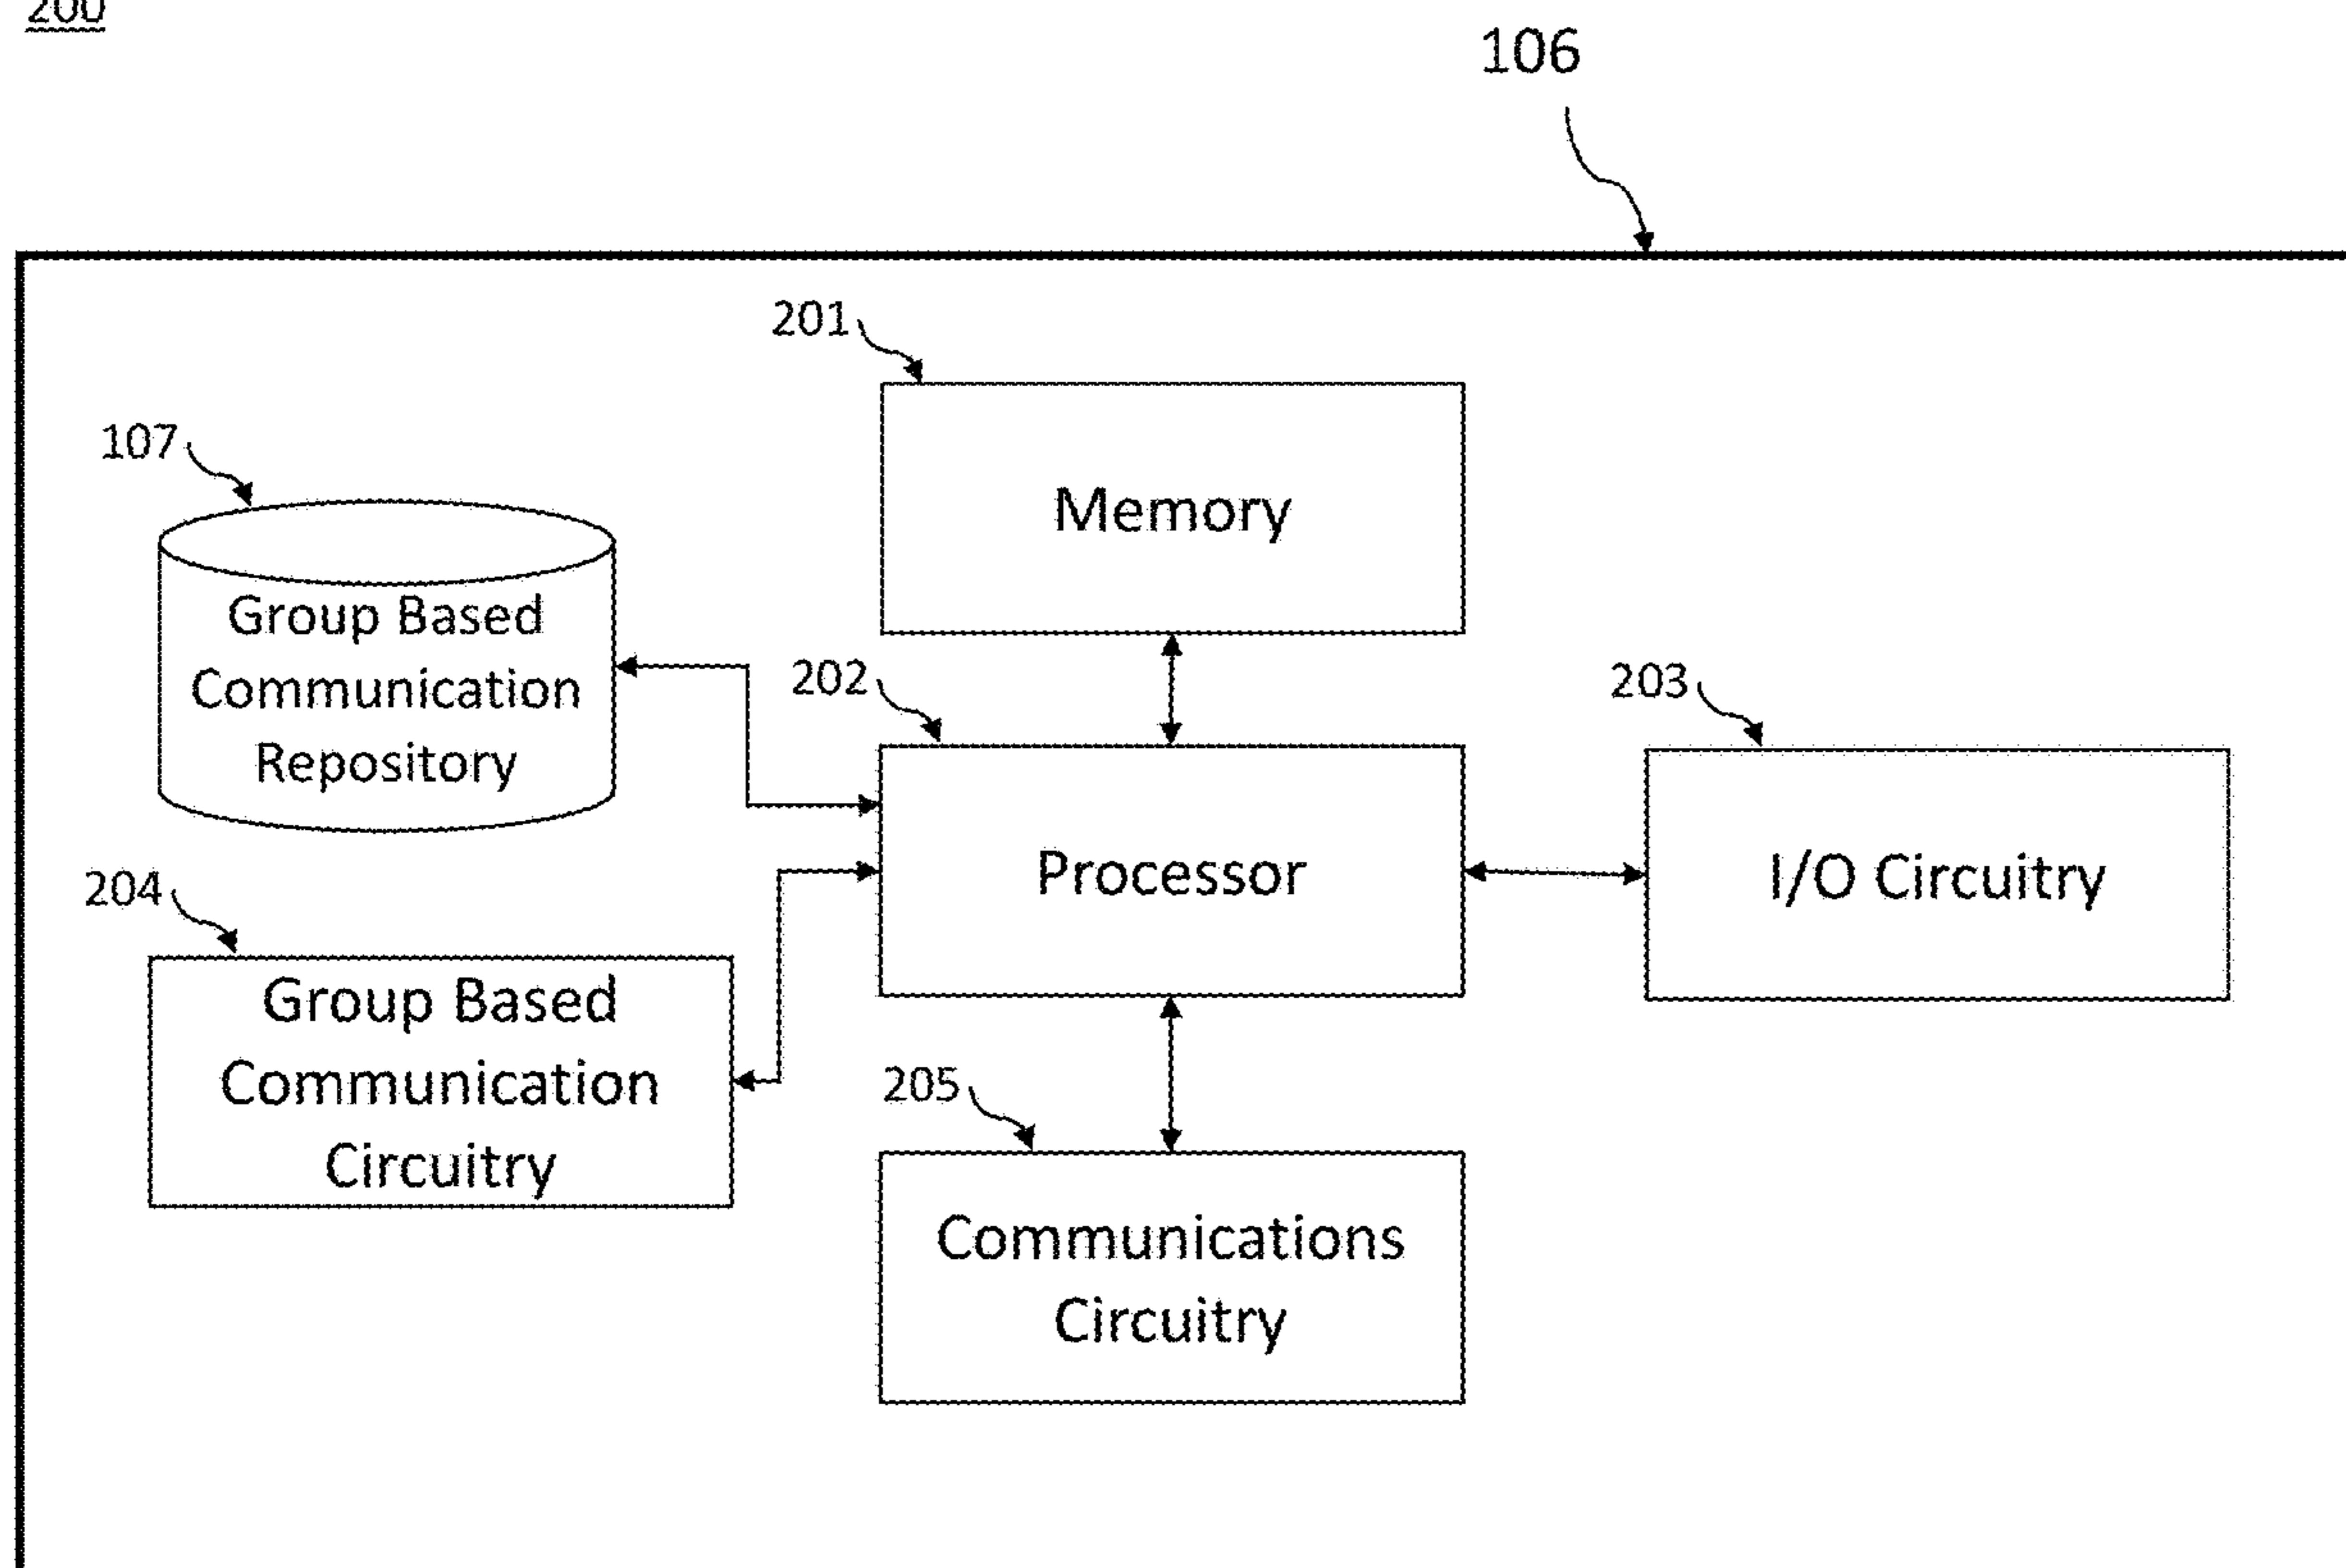 200
106
201
Memory
107
Group Based
Communication
Repository
202
Processor
203
I/O Circuitry
204
Group Based
Communication
Circuitry
205
Communications
Circuitry